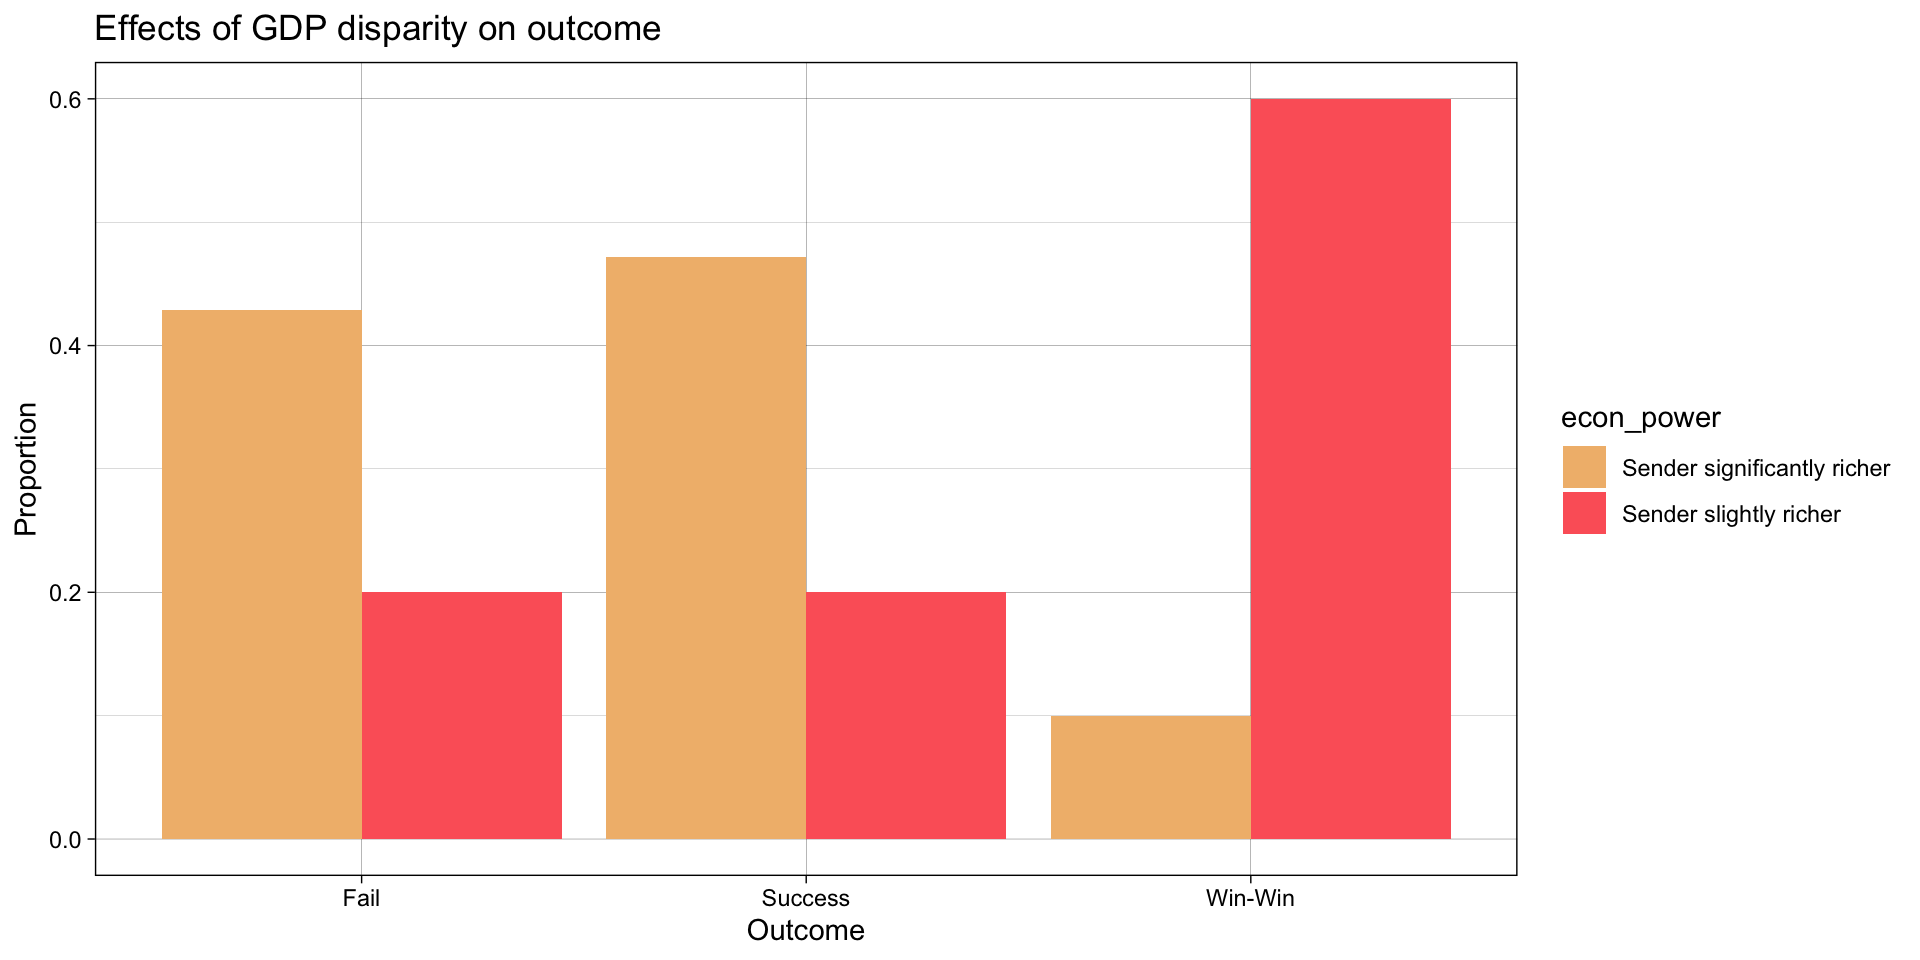 Effects of GDP disparity on outcome
0.6
0.4
0.2
0.0
Proportion
Fail
Success
Win-Win
Outcome
econ_power
Sender significantly richer
Sender slightly richer